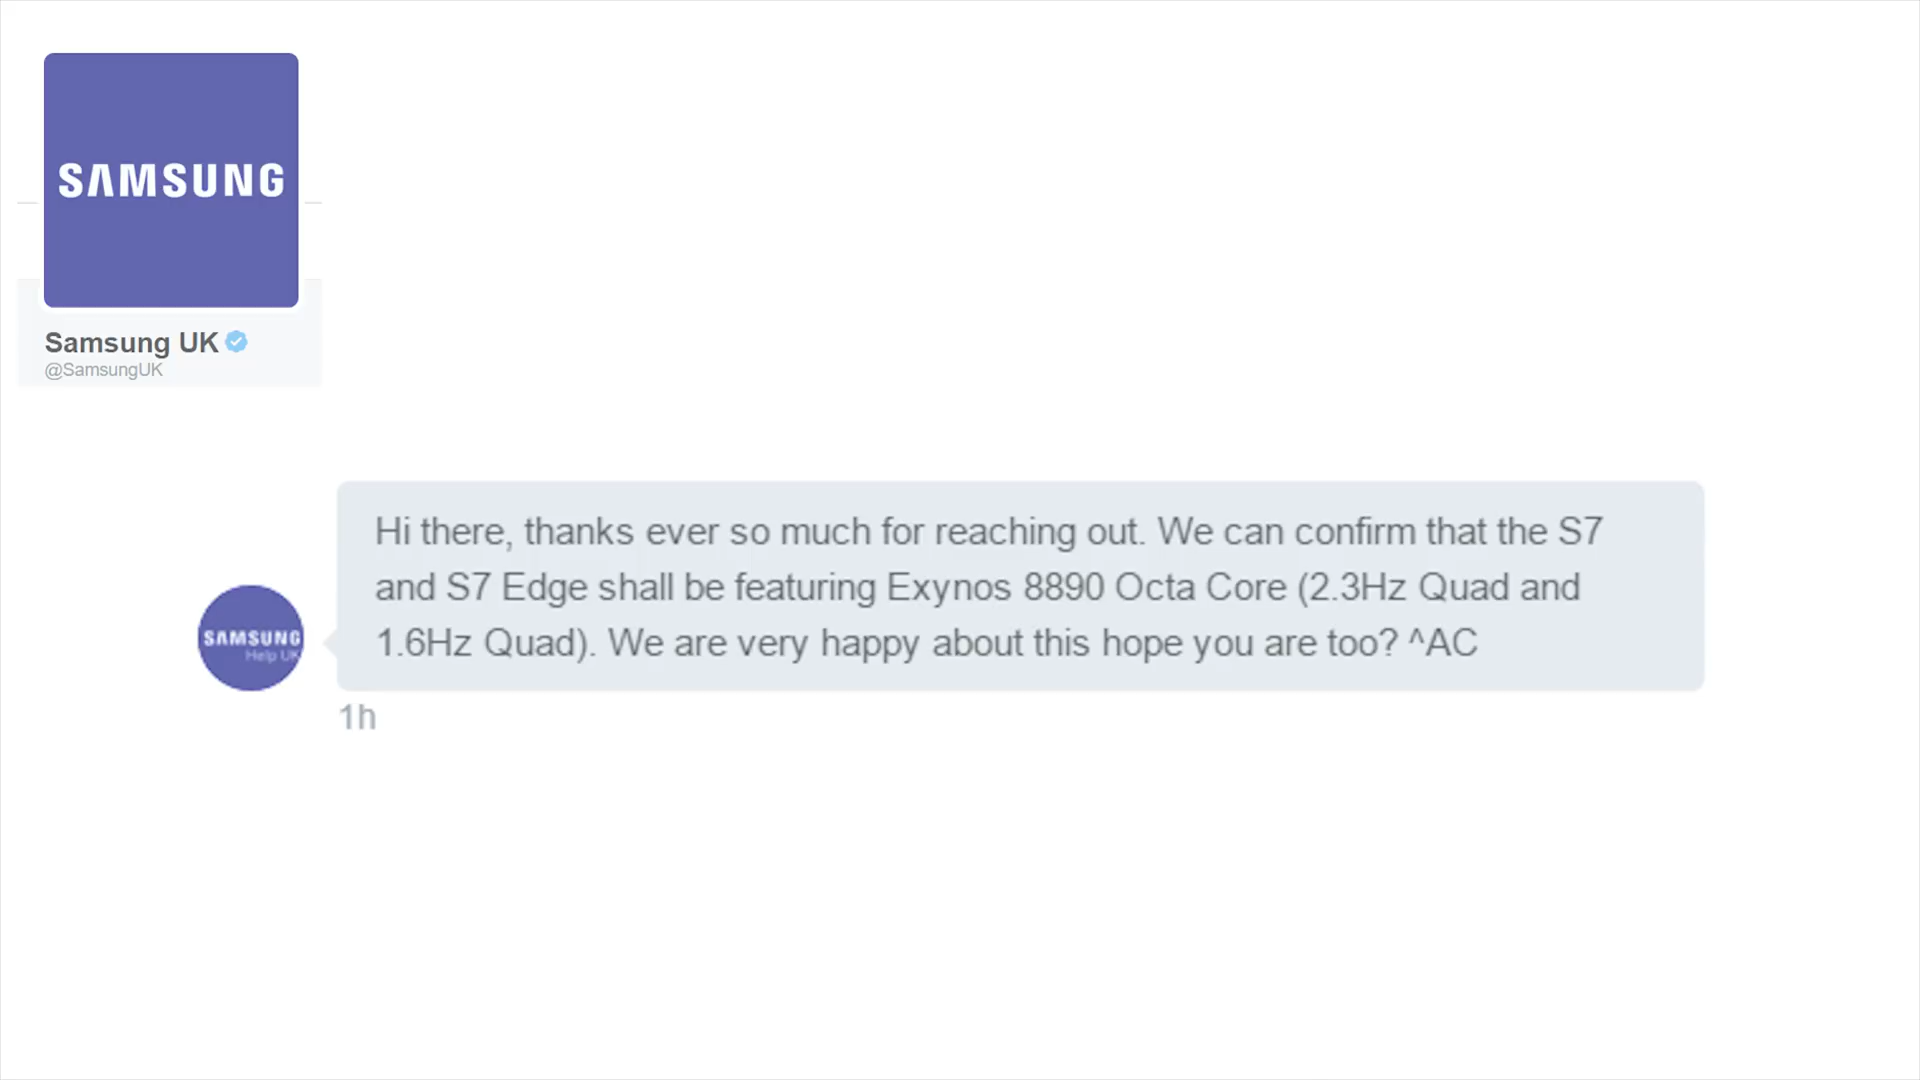 SAMSUNG
Samsung UK
@SamsungUK
Hi there, thanks ever so much for reaching out. We can confirm that the S7
and S7 Edge shall be featuring Exynos 8890 Octa Core (2.3Hz Quad and
1.6Hz Quad). We are very happy about this hope you are too? ^AC
SAMSUNG
Help UK
1h